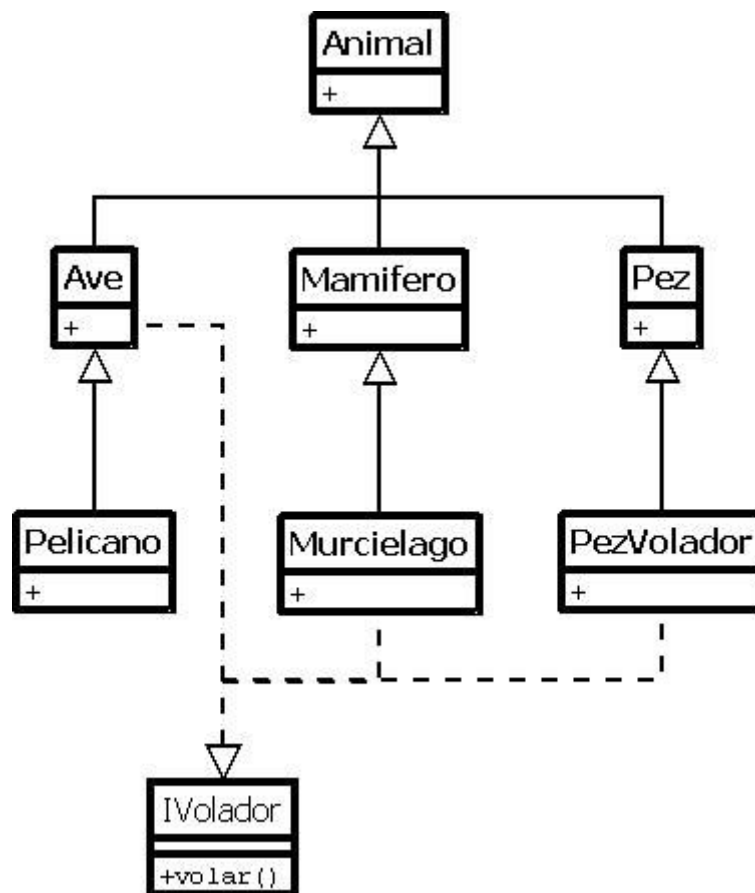 Animal
+
Ave
+
Mamifero
+
Pez
+
Pelicano
+
Murcielago
+
PezVolador
+
IVolador
+volar()